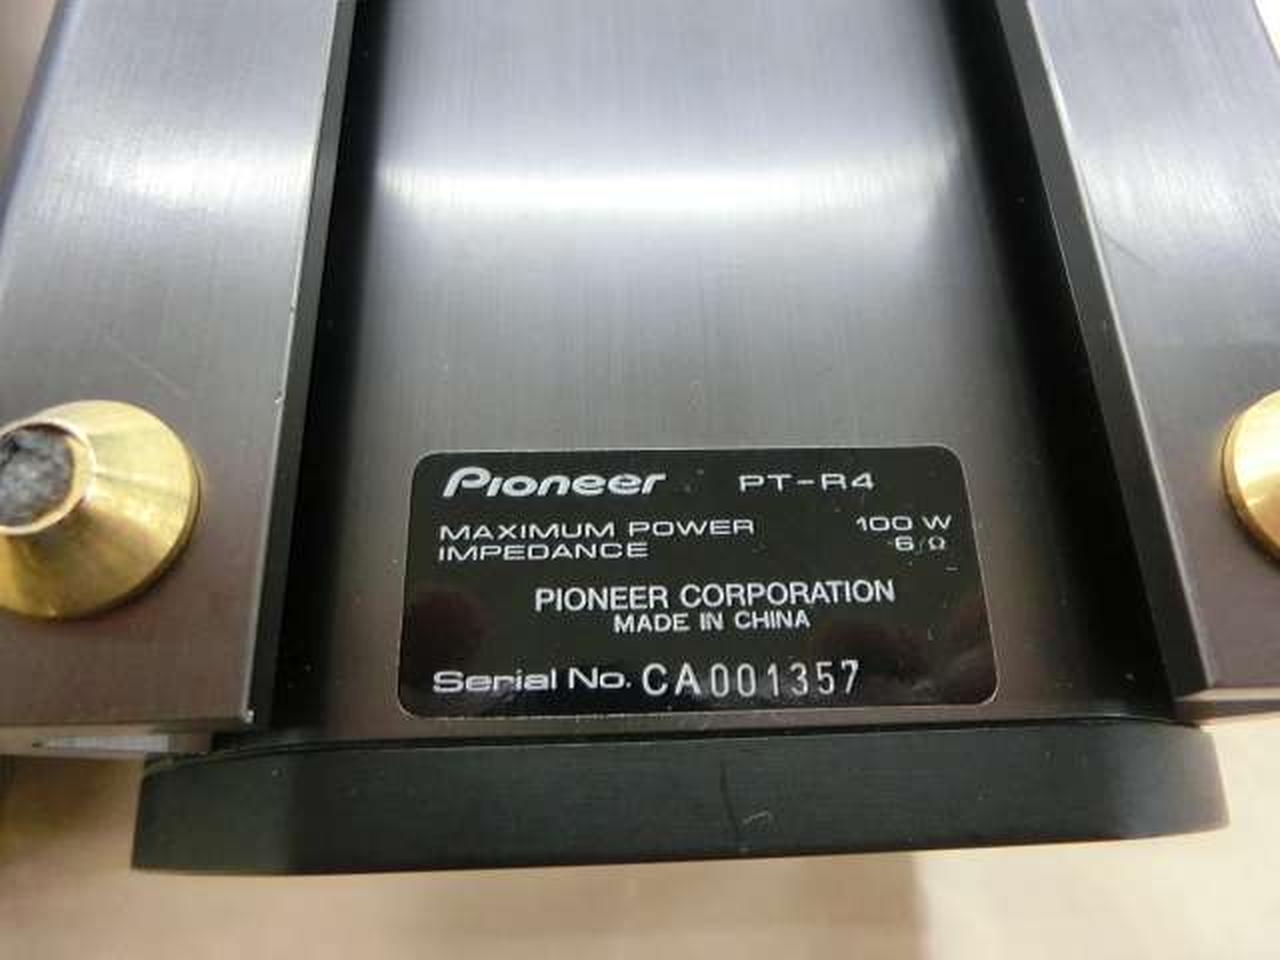 Pioneer PT-R4
MAXIMUM POWER 100 W
IMPEDANCE 6 Ω
PIONEER CORPORATION
MADE IN CHINA
Serial No. CA001357